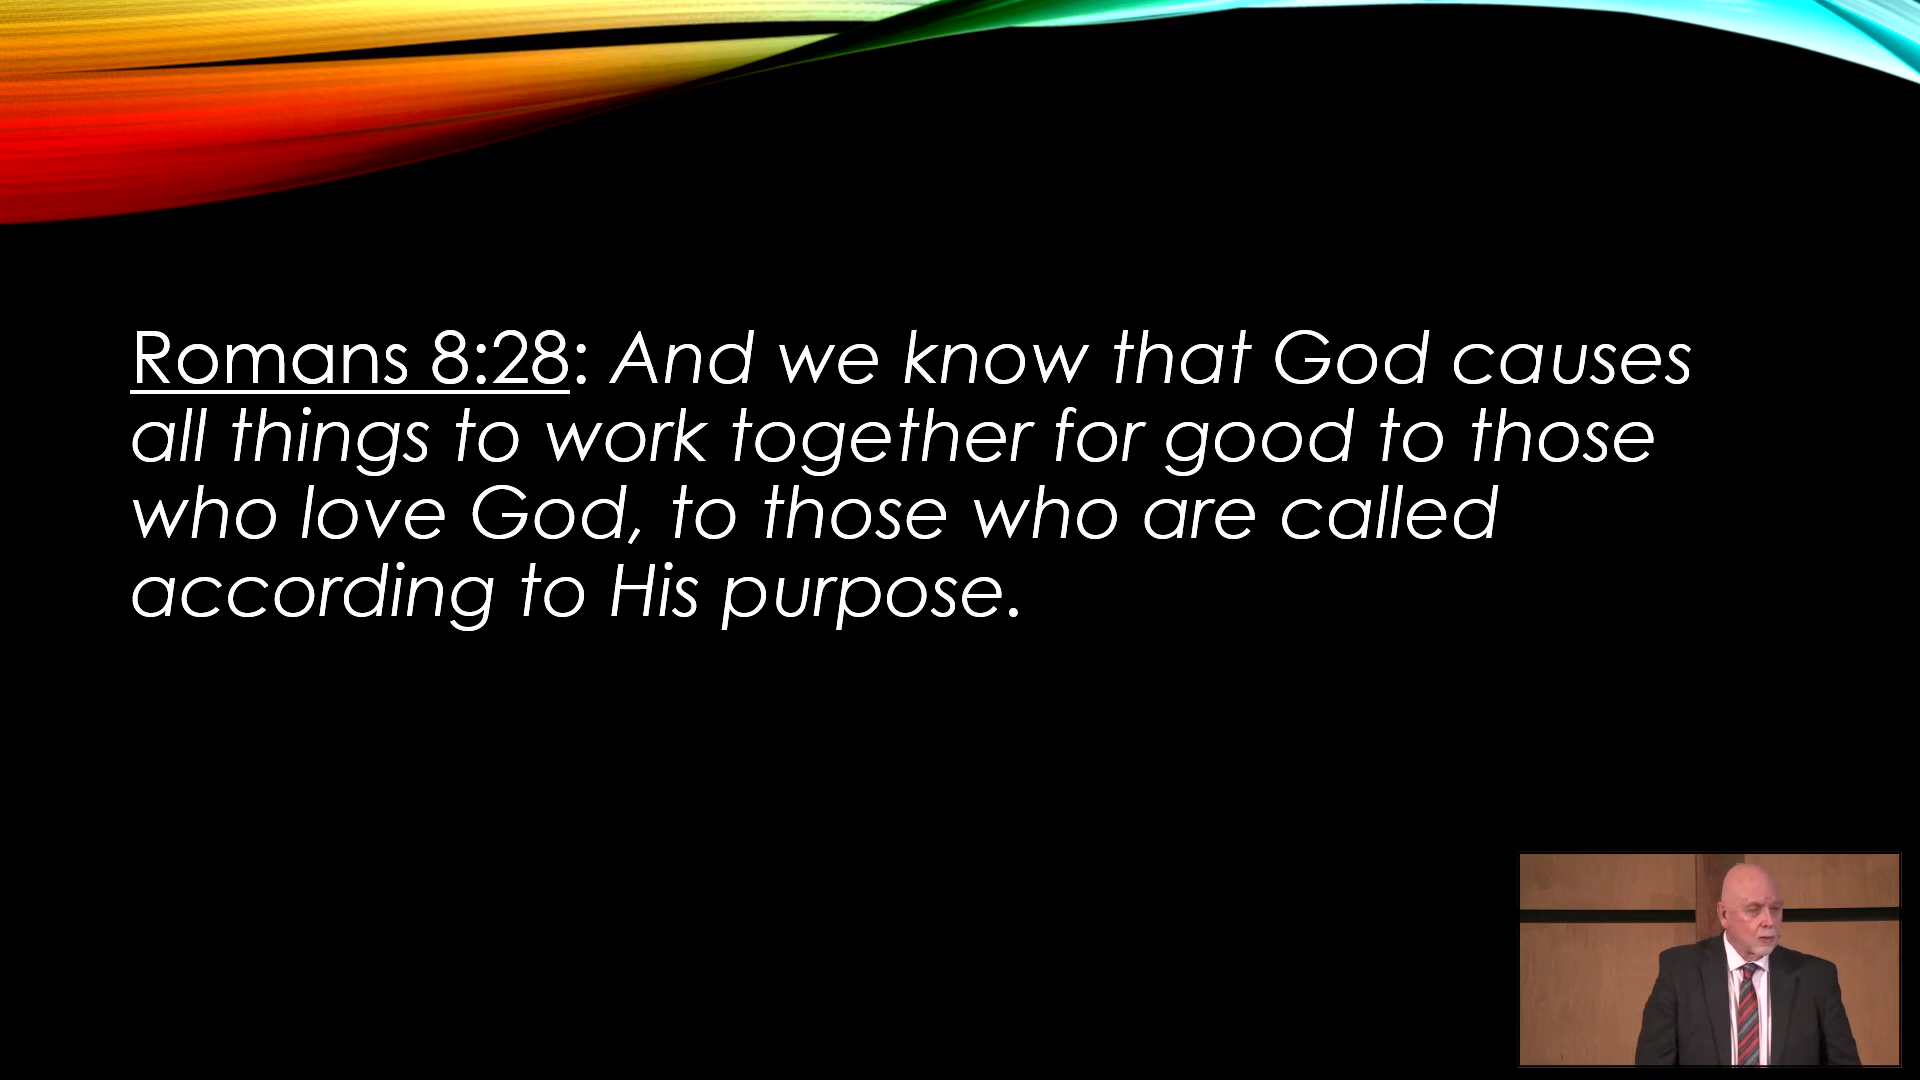 Romans 8:28: And we know that God causes
all things to work together for good to those
who love God, to those who are called
according to His purpose.